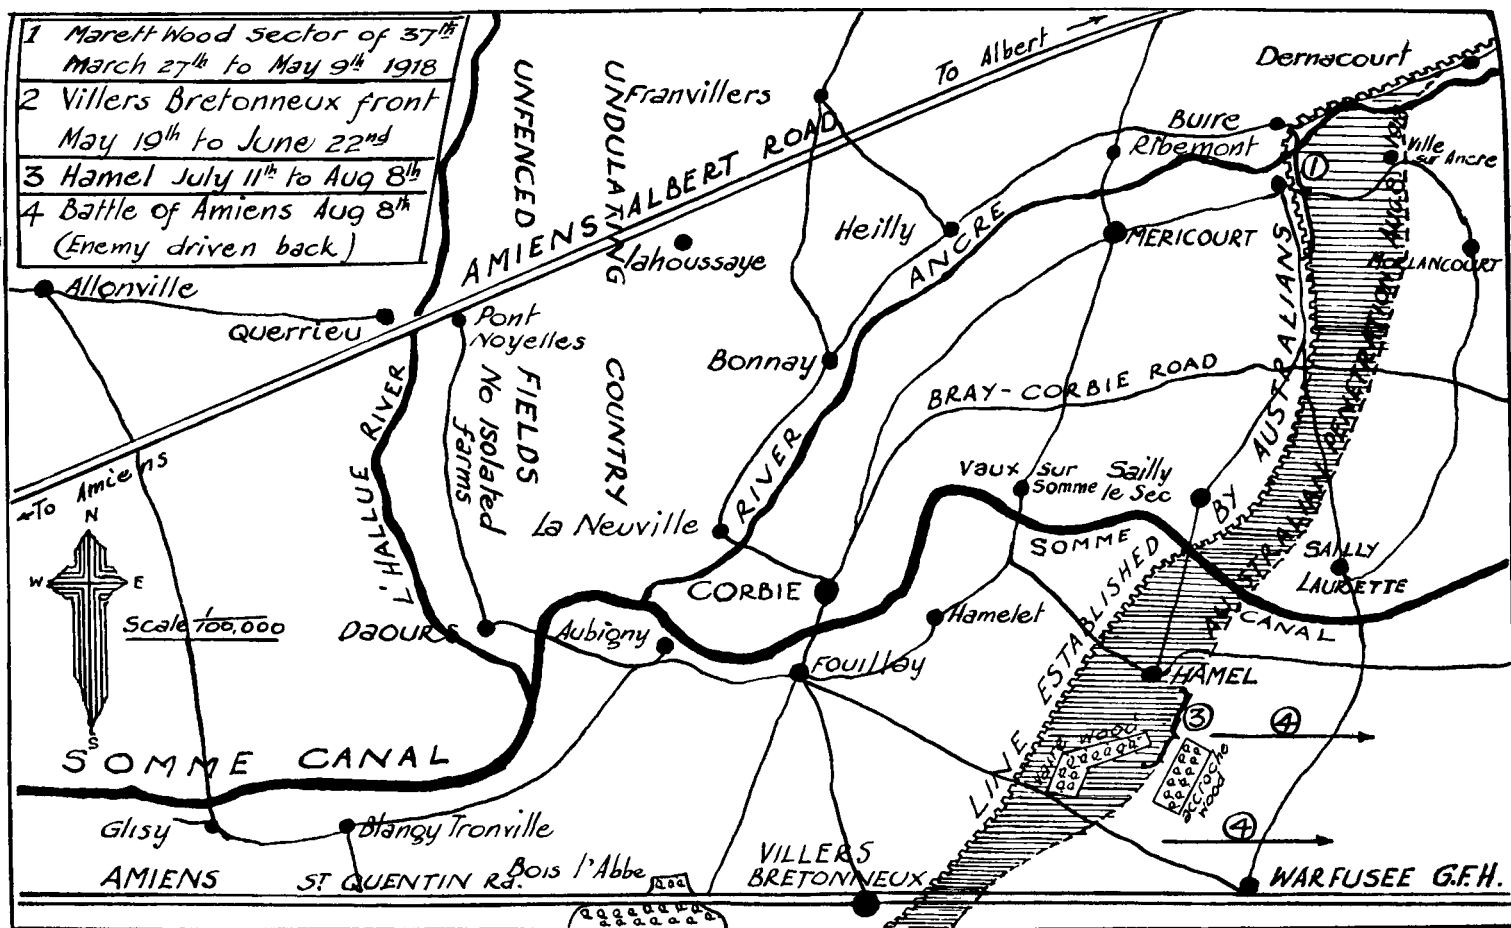 1 Marett Wood Sector of 37th
March 27th to May 9th 1918
2 Villers Bretonneux front
May 19th to June 22nd
3 Hamel July 11th to Aug 8th
4 Battle of Amiens Aug 8th
(Enemy driven back)
To Albert
Dernacourt
Franvillers
UNFENCED
FIELDS
UNDULATING
COUNTRY
AMIENS ALBERT ROAD
Buire
Ribemont
1
Ville
sur Ancre
Heilly
Lahoussaye
MERICOURT
MORLANCOURT
RIVER ANCRE
Allonville
Querrieu
Pont
Noyelles
Bonnay
No Isolated
farms
BRAY-CORBIE ROAD
L'HALLUE RIVER
To Amiens
Vaux sur
Somme
Sailly
le Sec
La Neuville
SOMME CANAL
SAILLY
LAURETTE
N
W E
S
Scale 1/100,000
CORBIE
Daours
Aubigny
Hamelet
Fouilloy
HAMEL
LINE ESTABLISHED BY AUSTRALIANS
3
4
Vaire Wood
Accroche
Wood
4
SOMME CANAL
Glisy
Blangy Tronville
AMIENS ST QUENTIN Rd.
Bois l'Abbe
VILLERS
BRETONNEUX
WARFUSEE G.F.H.